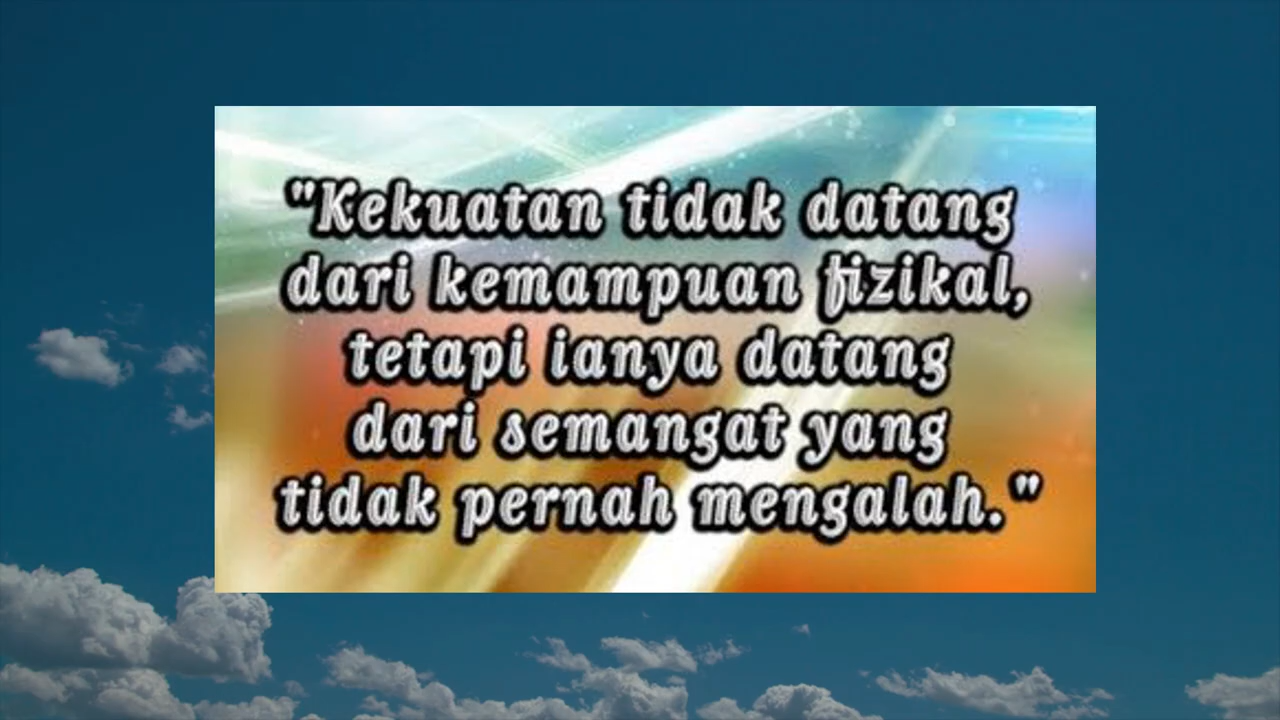 "Kekuatan tidak datang
dari kemampuan fizikal,
tetapi ianya datang
dari semangat yang
tidak pernah mengalah."